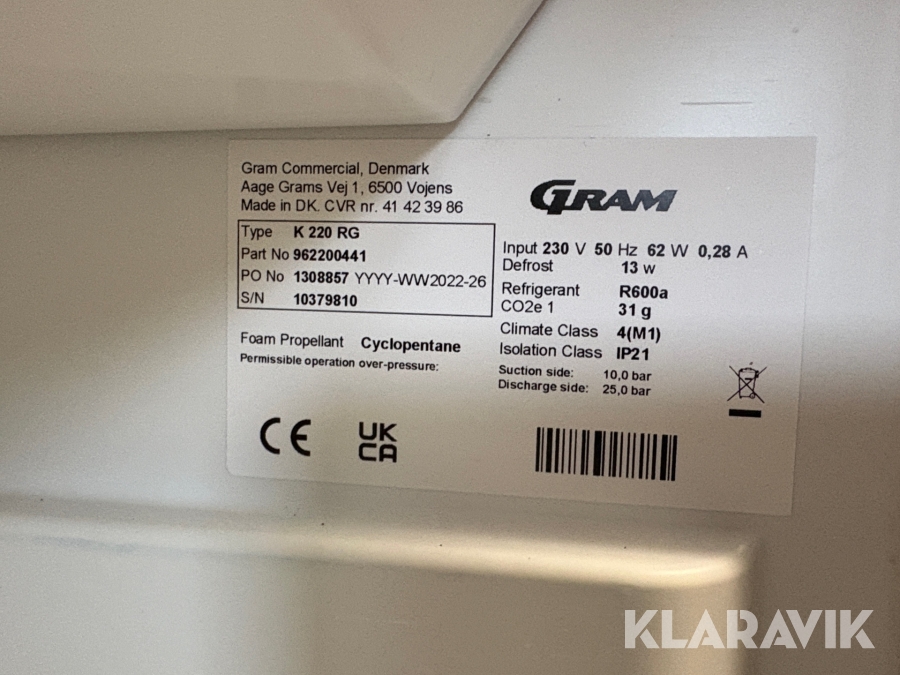 Gram Commercial, Denmark
Aage Grams Vej 1, 6500 Vojens
Made in DK. CVR nr. 41 42 39 86
Type K 220 RG
Part No 962200441
PO No 1308857 YYYY-WW2022-26
S/N 10379810
Foam Propellant Cyclopentane
Permissible operation over-pressure:
CE
UK
CA
GRAM
Input 230 V 50 Hz 62 W 0,28 A
Defrost 13 w
Refrigerant R600a
CO2e 1 31 g
Climate Class 4(M1)
Isolation Class IP21
Suction side: 10,0 bar
Discharge side: 25,0 bar
KLARAVIK